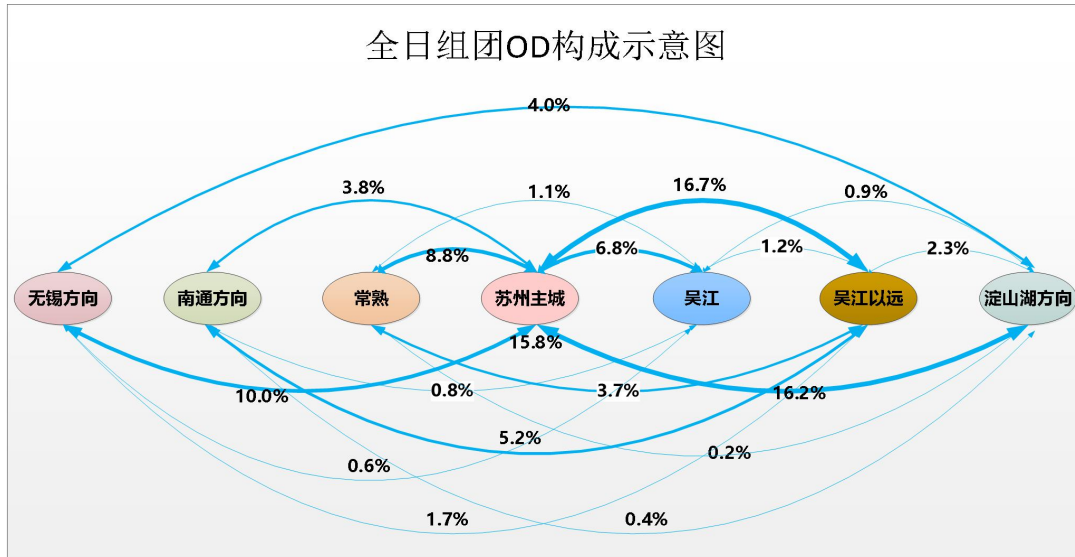 全日组团OD构成示意图
4.0%
3.8%
1.1%
16.7%
0.9%
8.8%
6.8%
1.2%
2.3%
无锡方向
南通方向
常熟
苏州主城
吴江
吴江以远
淀山湖方向
15.8%
10.0%
0.8%
3.7%
16.2%
5.2%
0.2%
0.6%
1.7%
0.4%